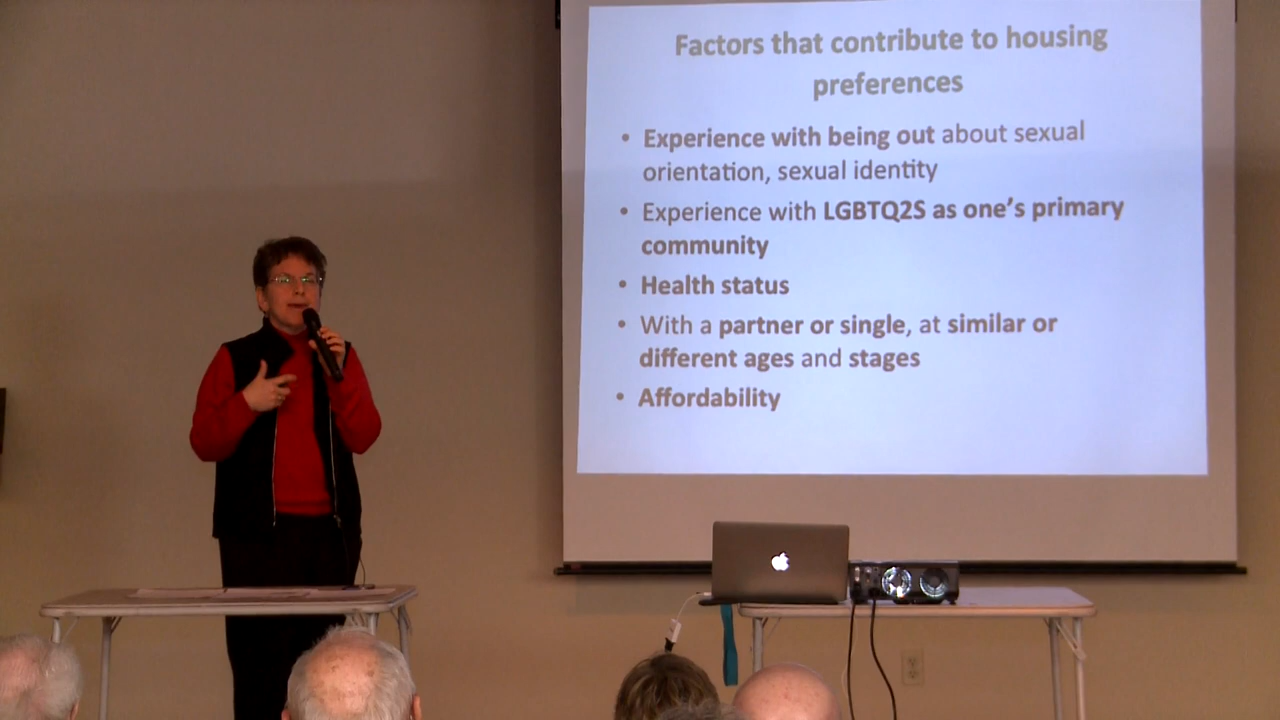 Factors that contribute to housing
preferences
• Experience with being out about sexual
orientation, sexual identity
• Experience with LGBTQ2S as one's primary
community
• Health status
• With a partner or single, at similar or
different ages and stages
• Affordability